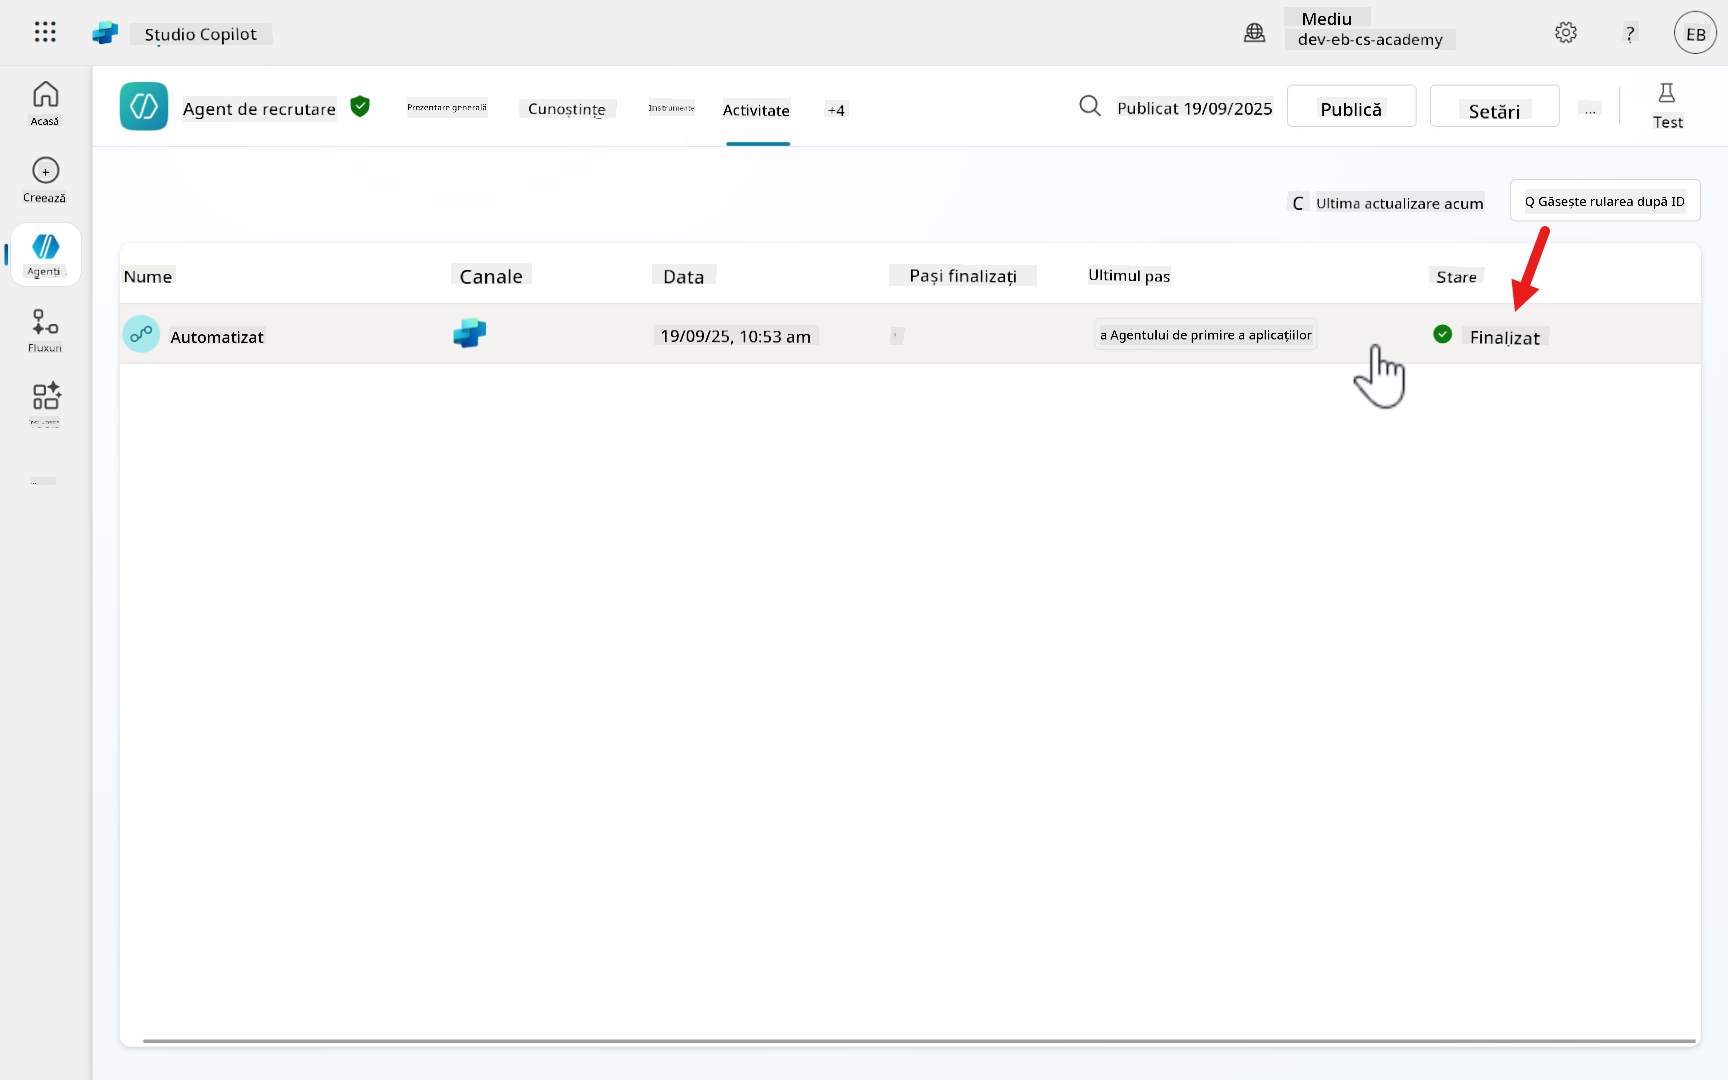 Studio Copilot
Mediu
dev-eb-cs-academy
?
EB
Acasă
Creează
Agenți
Fluxuri
Agent de recrutare
Prezentare generală
Cunoștințe
Instrumente
Activitate
+4
Publicat 19/09/2025
Publică
Setări
...
Test
C Ultima actualizare acum
Q Găsește rularea după ID
Nume
Canale
Data
Pași finalizați
Ultimul pas
Stare
Automatizat
19/09/25, 10:53 am
a Agentului de primire a aplicațiilor
Finalizat